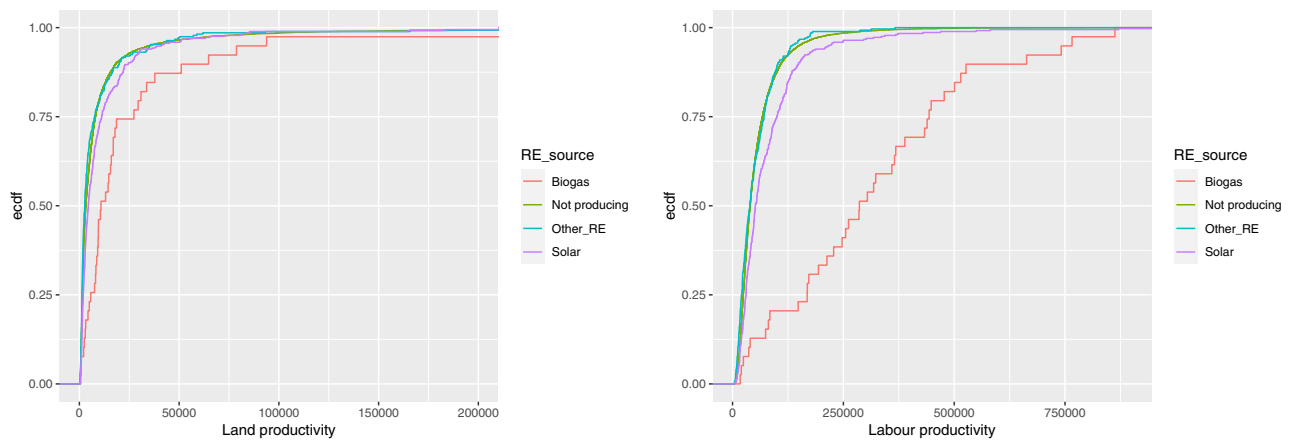 1.00
0.75
0.50
0.25
0.00
ecdf
0
50000
100000
150000
200000
Land productivity
RE_source
Biogas
Not producing
Other_RE
Solar
1.00
0.75
0.50
0.25
0.00
ecdf
0
250000
500000
750000
Labour productivity
RE_source
Biogas
Not producing
Other_RE
Solar